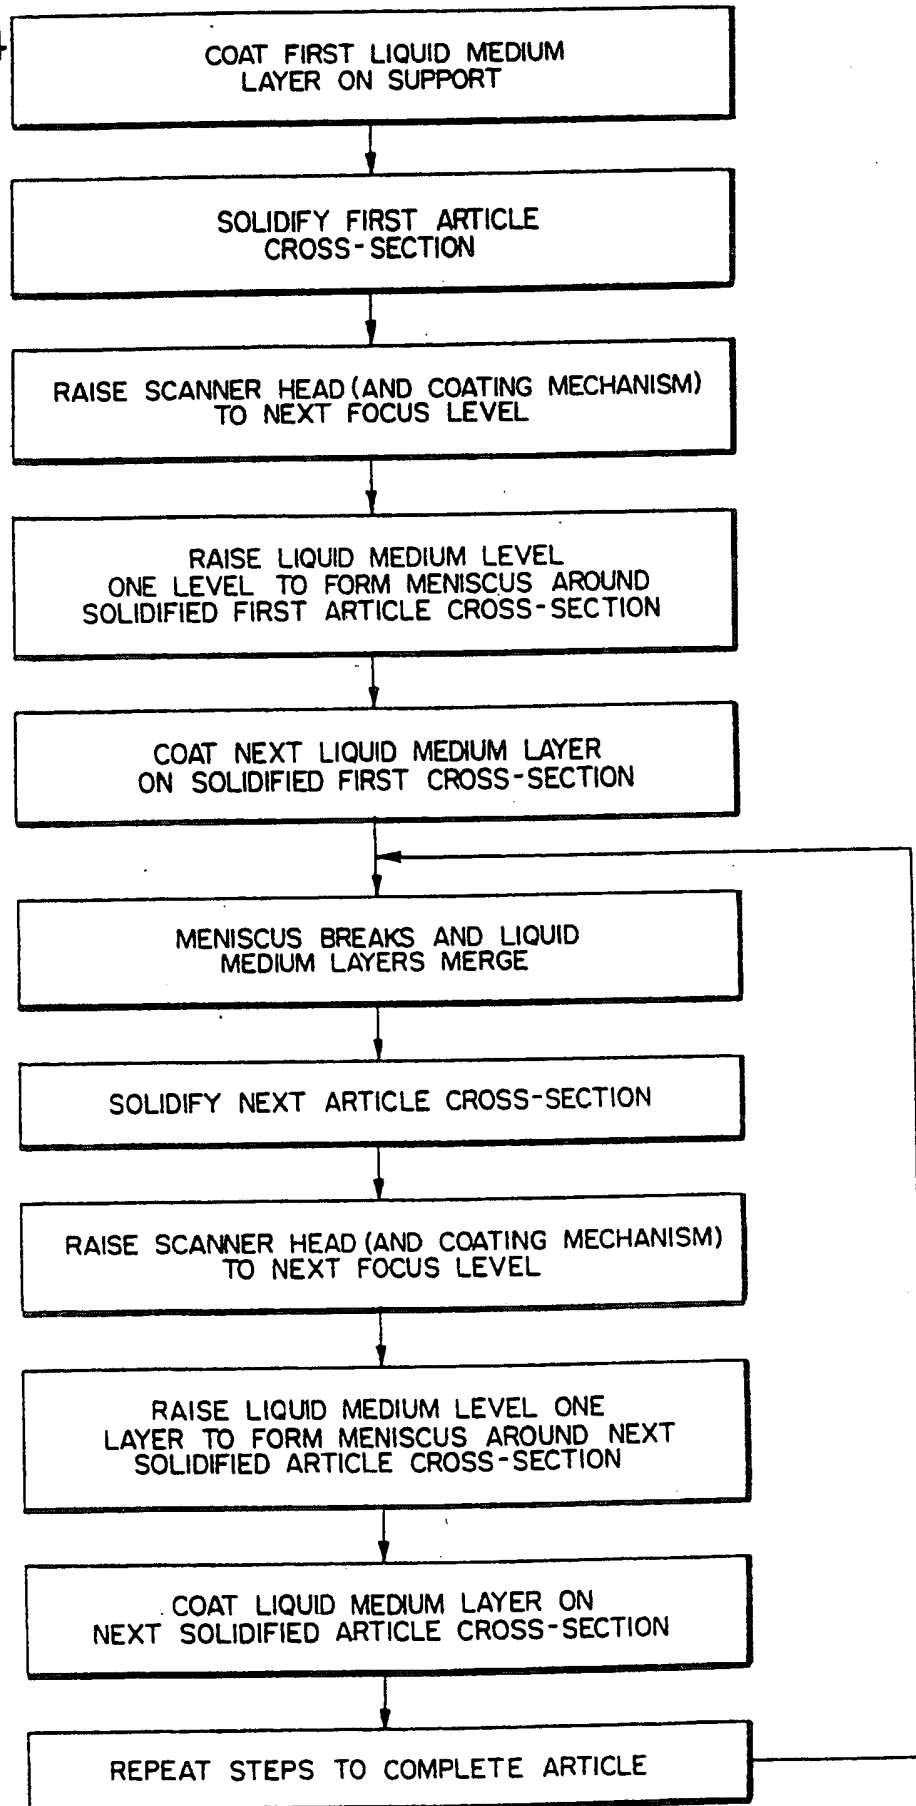 COAT FIRST LIQUID MEDIUM
LAYER ON SUPPORT
SOLIDIFY FIRST ARTICLE
CROSS-SECTION
RAISE SCANNER HEAD (AND COATING MECHANISM)
TO NEXT FOCUS LEVEL
RAISE LIQUID MEDIUM LEVEL
ONE LEVEL TO FORM MENISCUS AROUND
SOLIDIFIED FIRST ARTICLE CROSS-SECTION
COAT NEXT LIQUID MEDIUM LAYER
ON SOLIDIFIED FIRST CROSS-SECTION
MENISCUS BREAKS AND LIQUID
MEDIUM LAYERS MERGE
SOLIDIFY NEXT ARTICLE CROSS-SECTION
RAISE SCANNER HEAD (AND COATING MECHANISM)
TO NEXT FOCUS LEVEL
RAISE LIQUID MEDIUM LEVEL ONE
LAYER TO FORM MENISCUS AROUND NEXT
SOLIDIFIED ARTICLE CROSS-SECTION
COAT LIQUID MEDIUM LAYER ON
NEXT SOLIDIFIED ARTICLE CROSS-SECTION
REPEAT STEPS TO COMPLETE ARTICLE